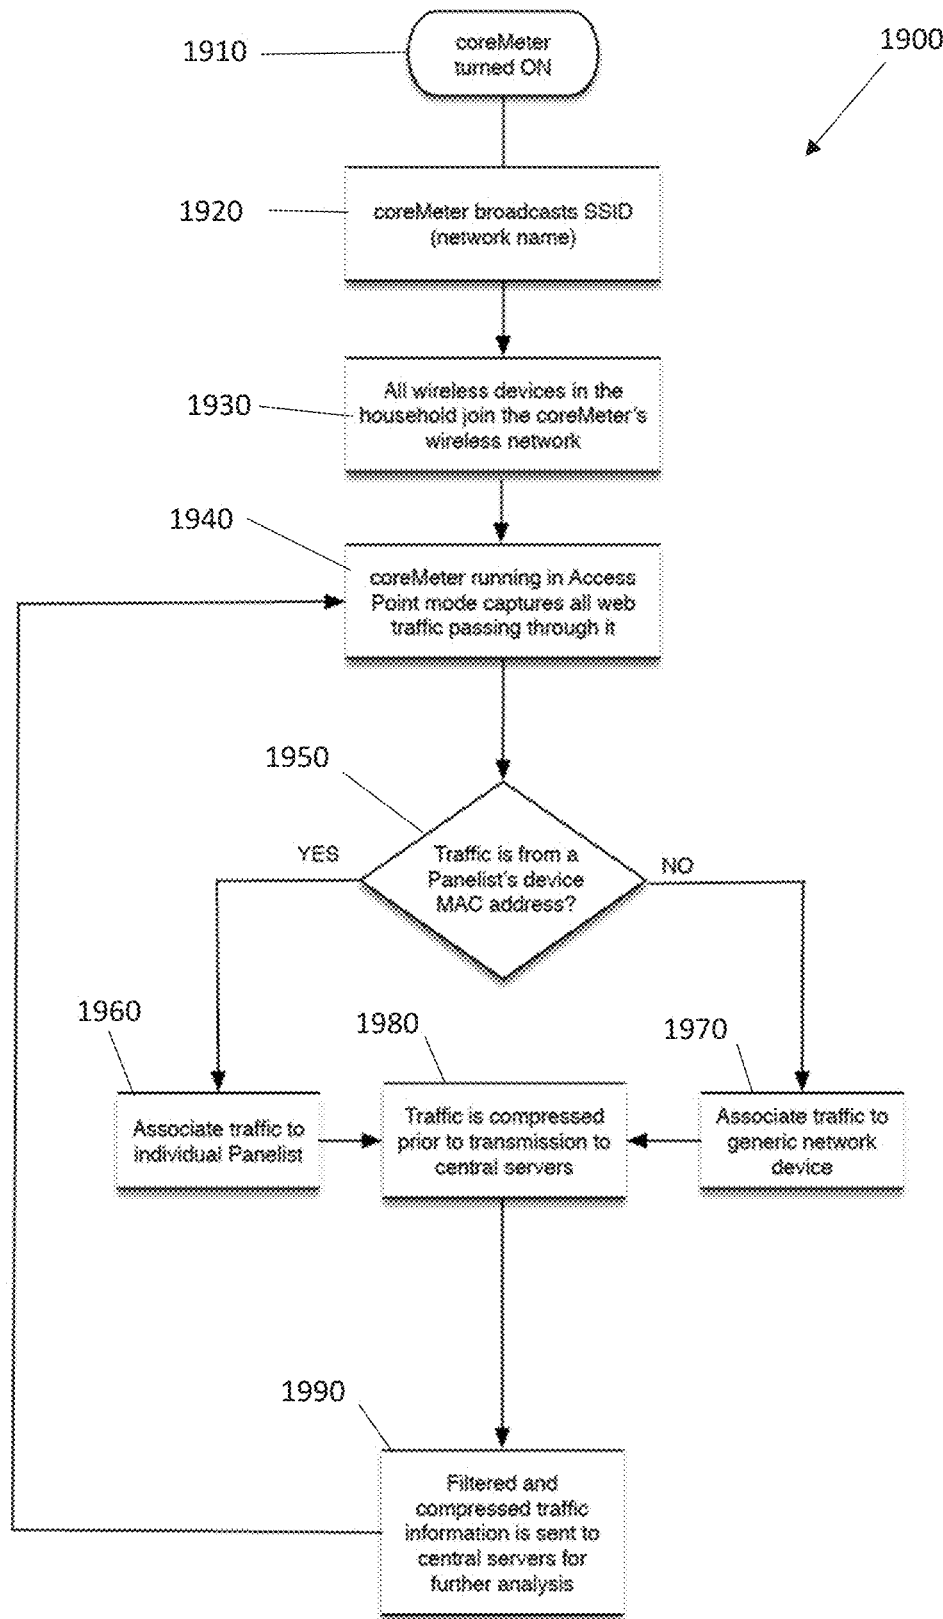 1910
coreMeter
turned ON
1900
1920
coreMeter broadcasts SSID
(network name)
1930
All wireless devices in the
household join the coreMeter's
wireless network
1940
coreMeter running in Access
Point mode captures all web
traffic passing through it
1950
YES
Traffic is from a
Panelist's device
MAC address?
NO
1960
1980
1970
Associate traffic to
individual Panelist
Traffic is compressed
prior to transmission to
central servers
Associate traffic to
generic network
device
1990
Filtered and
compressed traffic
information is sent to
central servers for
further analysis